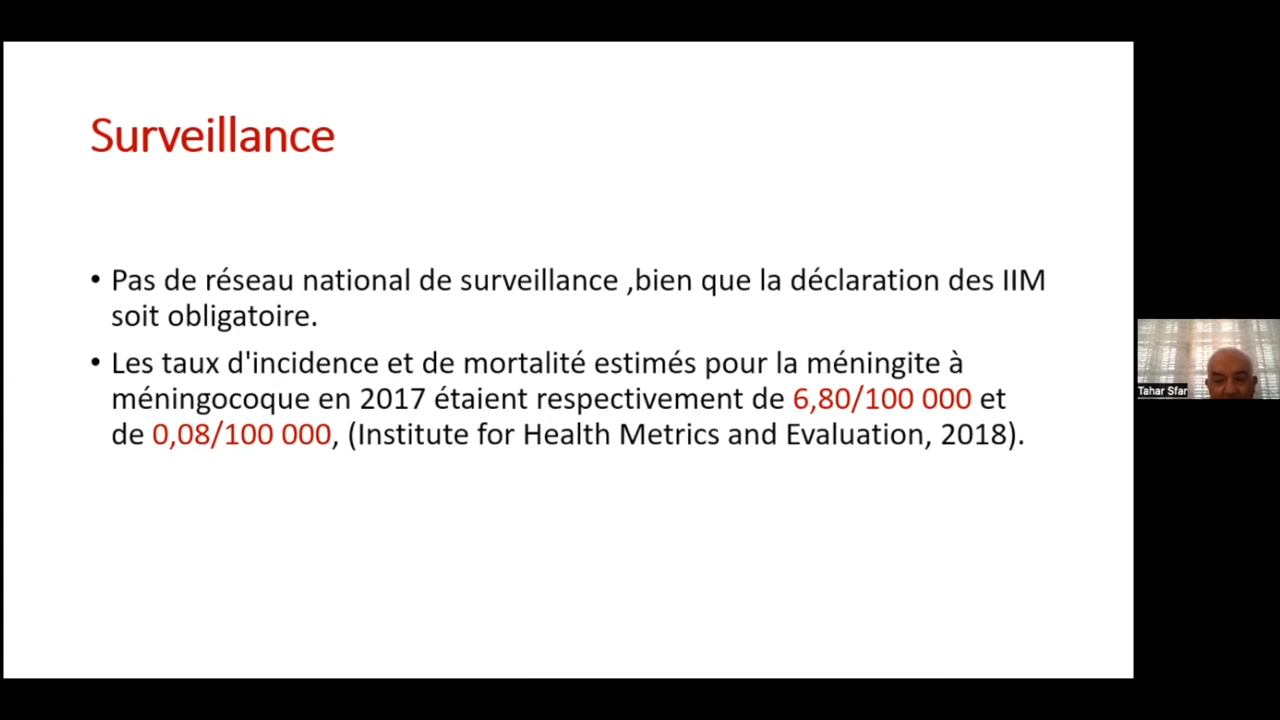 Surveillance
• Pas de réseau national de surveillance ,bien que la déclaration des IIM
soit obligatoire.
• Les taux d'incidence et de mortalité estimés pour la méningite à
méningocoque en 2017 étaient respectivement de 6,80/100 000 et
de 0,08/100 000, (Institute for Health Metrics and Evaluation, 2018).
Tahar Sfar